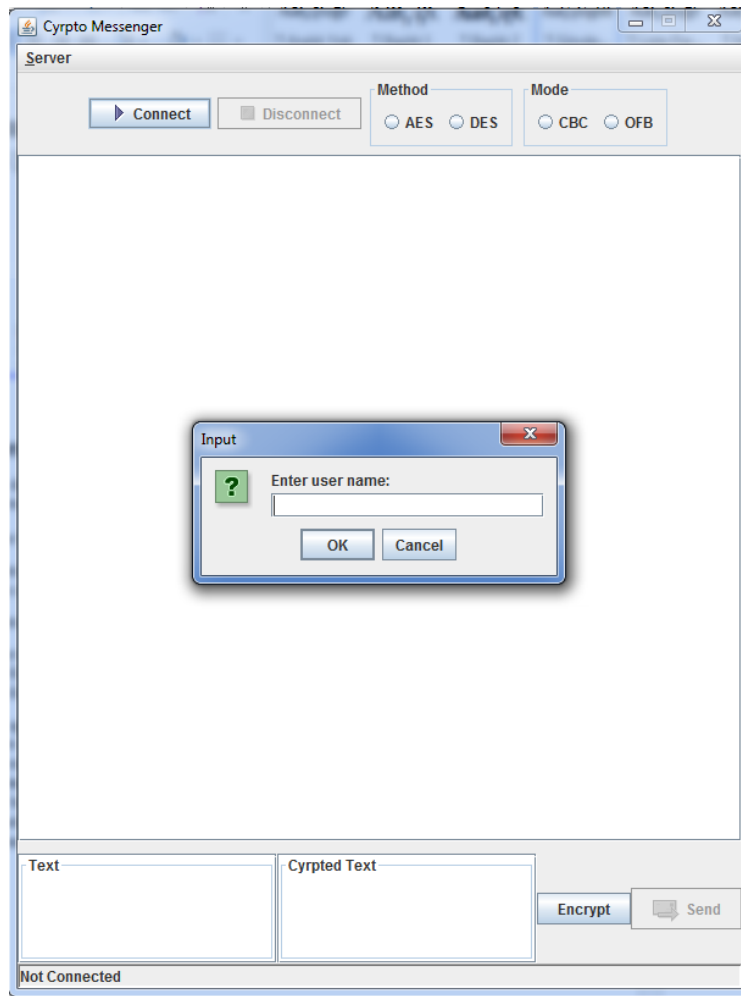 Cyrpto Messenger
Server
Connect
Disconnect
Method
AES DES
Mode
CBC OFB
Input
? Enter user name:
OK Cancel
Text
Cyrpted Text
Encrypt
Send
Not Connected